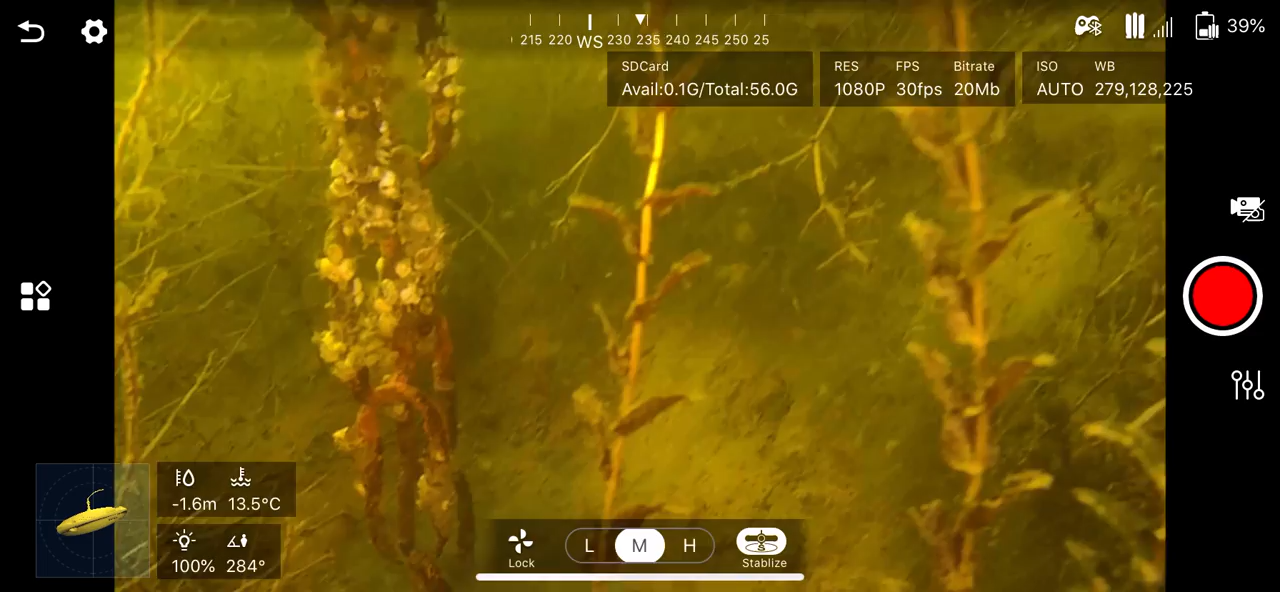 215 220 WS 230 235 240 245 250 25
39%
SDCard
Avail:0.1G/Total:56.0G
RES FPS Bitrate
1080P 30fps 20Mb
ISO WB
AUTO 279,128,225
-1.6m 13.5°C
100% 284°
L M H
Lock
Stablize